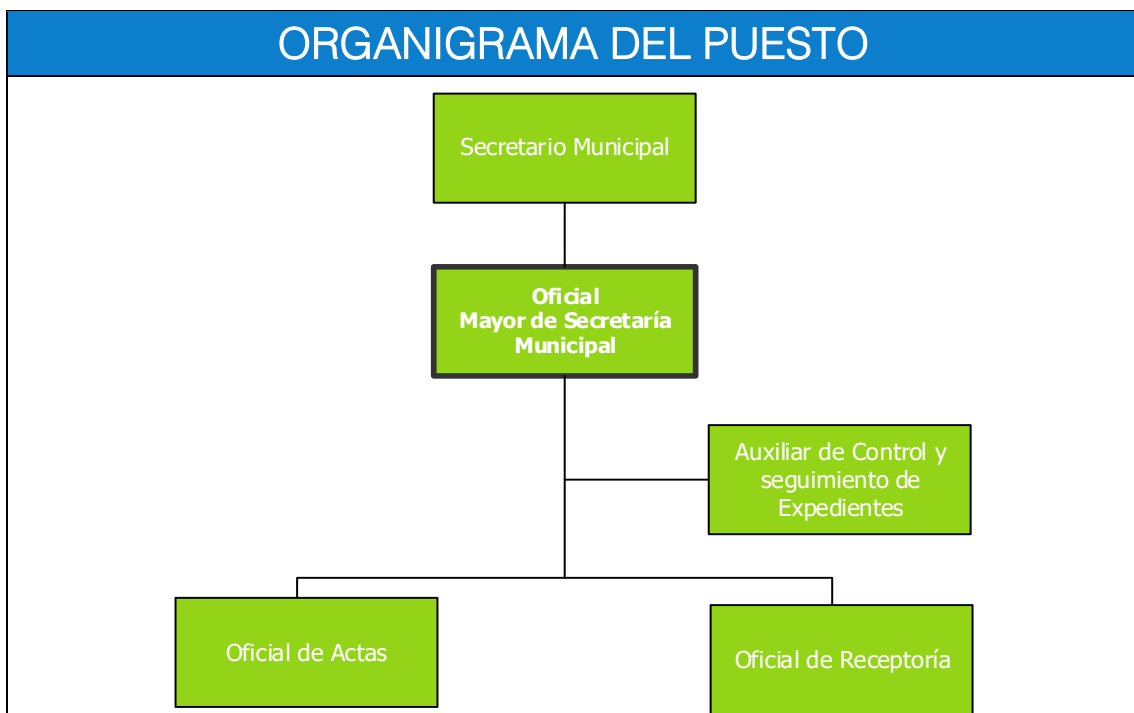 ORGANIGRAMA DEL PUESTO
Secretario Municipal
Oficial
Mayor de Secretaría
Municipal
Auxiliar de Control y
seguimiento de
Expedientes
Oficial de Actas
Oficial de Receptoría